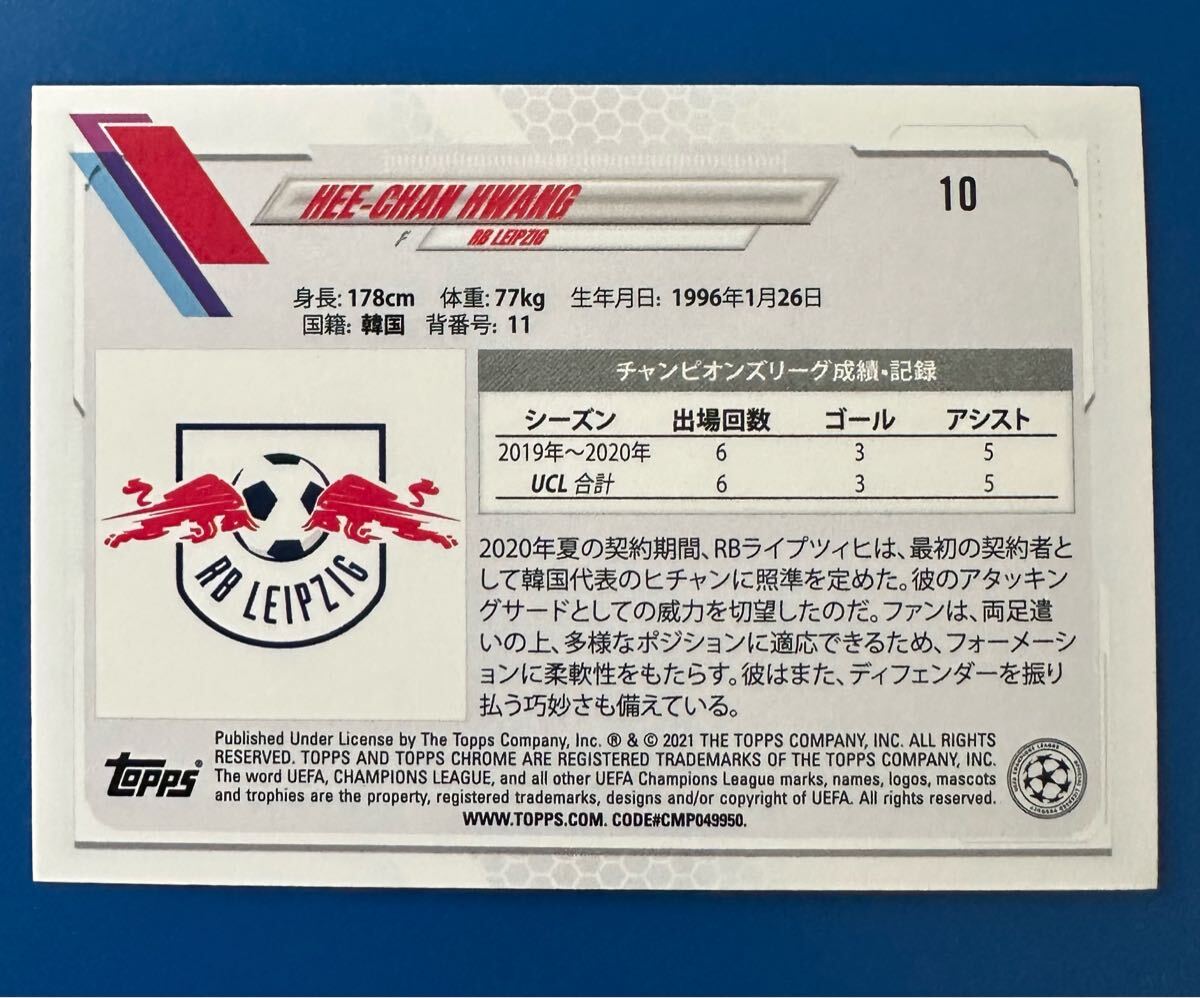 HEE-CHAN HWANG
10
F RB LEIPZIG
身長: 178cm 体重: 77kg 生年月日: 1996年1月26日
国籍: 韓国 背番号: 11
チャンピオンズリーグ成績・記録
シーズン 出場回数 ゴール アシスト
2019年〜2020年 6 3 5
UCL 合計 6 3 5
RB LEIPZIG
2020年夏の契約期間、RBライプツィヒは、最初の契約者と
して韓国代表のヒチャンに照準を定めた。彼のアタッキン
グサードとしての威力を切望したのだ。ファンは、両足遣
いの上、多様なポジションに適応できるため、フォーメーシ
ョンに柔軟性をもたらす。彼はまた、ディフェンダーを振り
払う巧妙さも備えている。
Topps®
Published Under License by The Topps Company, Inc. ® & © 2021 THE TOPPS COMPANY, INC. ALL RIGHTS
RESERVED. TOPPS AND TOPPS CHROME ARE REGISTERED TRADEMARKS OF THE TOPPS COMPANY, INC.
The word UEFA, CHAMPIONS LEAGUE, and all other UEFA Champions League marks, names, logos, mascots
and trophies are the property, registered trademarks, designs and/or copyright of UEFA. All rights reserved.
WWW.TOPPS.COM. CODE#CMP049950.